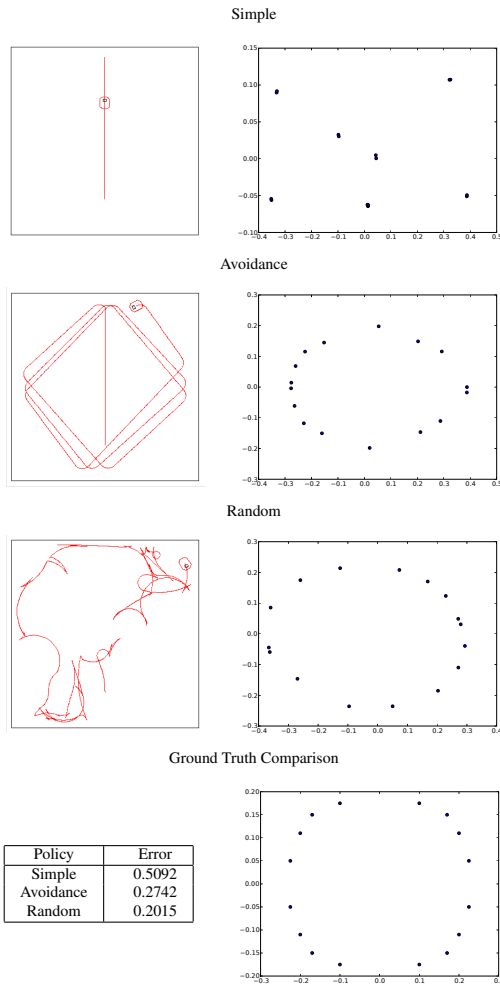 Simple
0.15
0.10
0.05
0.00
−0.05
−0.10
−0.4 −0.3 −0.2 −0.1 0.0 0.1 0.2 0.3 0.4 0.5
Avoidance
0.3
0.2
0.1
0.0
−0.1
−0.2
−0.3
−0.4 −0.3 −0.2 −0.1 0.0 0.1 0.2 0.3 0.4 0.5
Random
0.3
0.2
0.1
0.0
−0.1
−0.2
−0.3
−0.4 −0.3 −0.2 −0.1 0.0 0.1 0.2 0.3 0.4
Ground Truth Comparison
Policy Error
Simple 0.5092
Avoidance 0.2742
Random 0.2015
0.20
0.15
0.10
0.05
0.00
−0.05
−0.10
−0.15
−0.20
−0.3 −0.2 −0.1 0.0 0.1 0.2 0.3